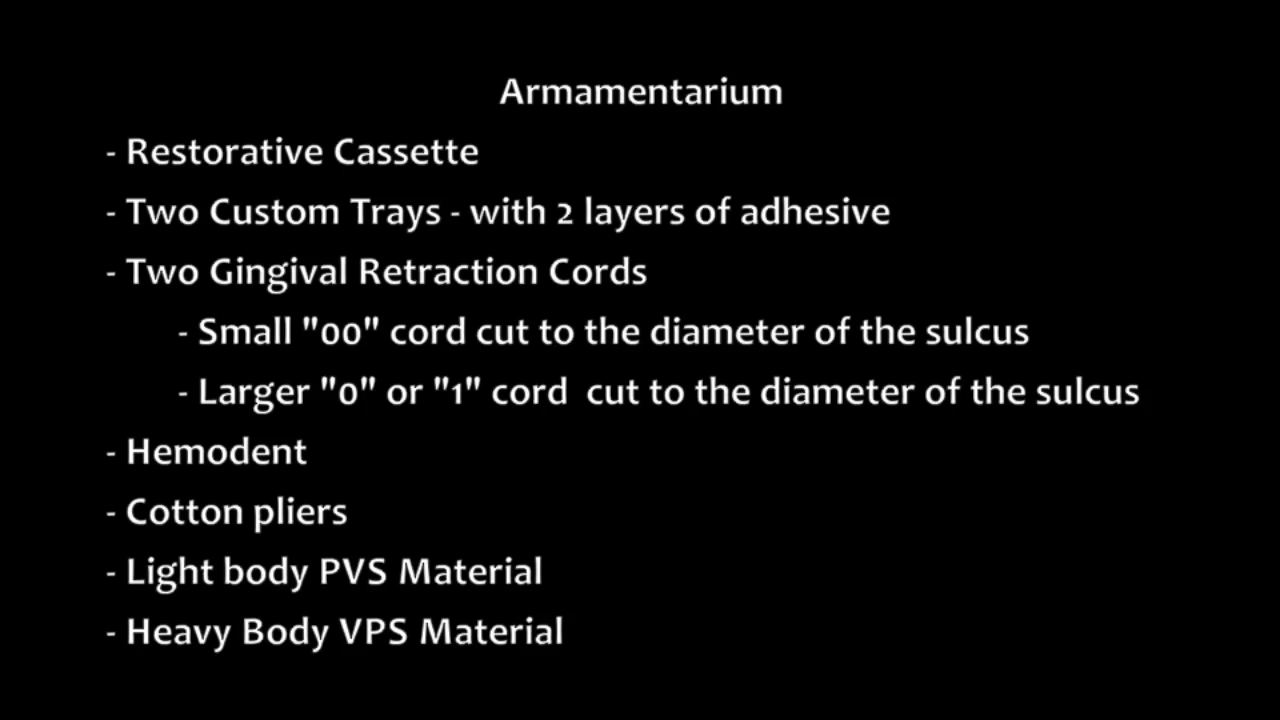 Armamentarium
- Restorative Cassette
- Two Custom Trays - with 2 layers of adhesive
- Two Gingival Retraction Cords
- Small "00" cord cut to the diameter of the sulcus
- Larger "0" or "1" cord  cut to the diameter of the sulcus
- Hemodent
- Cotton pliers
- Light body PVS Material
- Heavy Body VPS Material